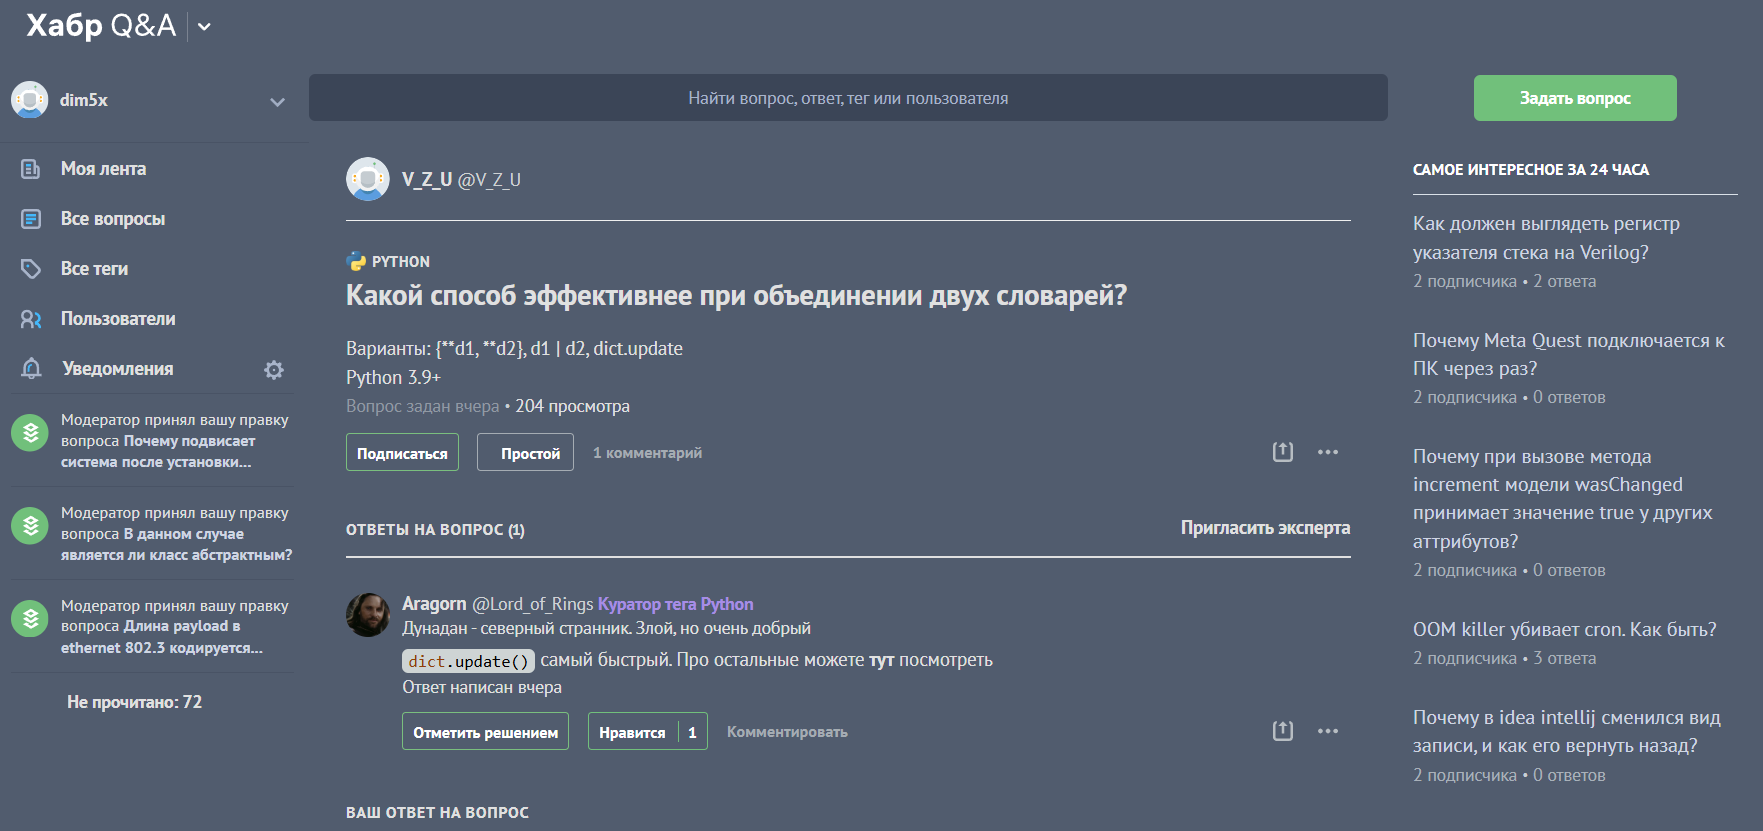 Хабр Q&A
dim5x
Найти вопрос, ответ, тег или пользователя
Задать вопрос
Моя лента
Все вопросы
Все теги
Пользователи
Уведомления
Модератор принял вашу правку
вопроса Почему подвисает
система после установки...
Модератор принял вашу правку
вопроса В данном случае
является ли класс абстрактным?
Модератор принял вашу правку
вопроса Длина payload в
ethernet 802.3 кодируется...
Не прочитано: 72
V_Z_U @V_Z_U
PYTHON
Какой способ эффективнее при объединении двух словарей?
Варианты: {**d1, **d2}, d1 | d2, dict.update
Python 3.9+
Вопрос задан вчера • 204 просмотра
Подписаться
Простой
1 комментарий
ОТВЕТЫ НА ВОПРОС (1)
Пригласить эксперта
Aragorn @Lord_of_Rings Куратор тега Python
Дунадан - северный странник. Злой, но очень добрый
dict.update() самый быстрый. Про остальные можете тут посмотреть
Ответ написан вчера
Отметить решением
Нравится 1
Комментировать
ВАШ ОТВЕТ НА ВОПРОС
САМОЕ ИНТЕРЕСНОЕ ЗА 24 ЧАСА
Как должен выглядеть регистр
указателя стека на Verilog?
2 подписчика • 2 ответа
Почему Meta Quest подключается к
ПК через раз?
2 подписчика • 0 ответов
Почему при вызове метода
increment модели wasChanged
принимает значение true у других
аттрибутов?
2 подписчика • 0 ответов
OOM killer убивает cron. Как быть?
2 подписчика • 3 ответа
Почему в idea intellij сменился вид
записи, и как его вернуть назад?
2 подписчика • 0 ответов